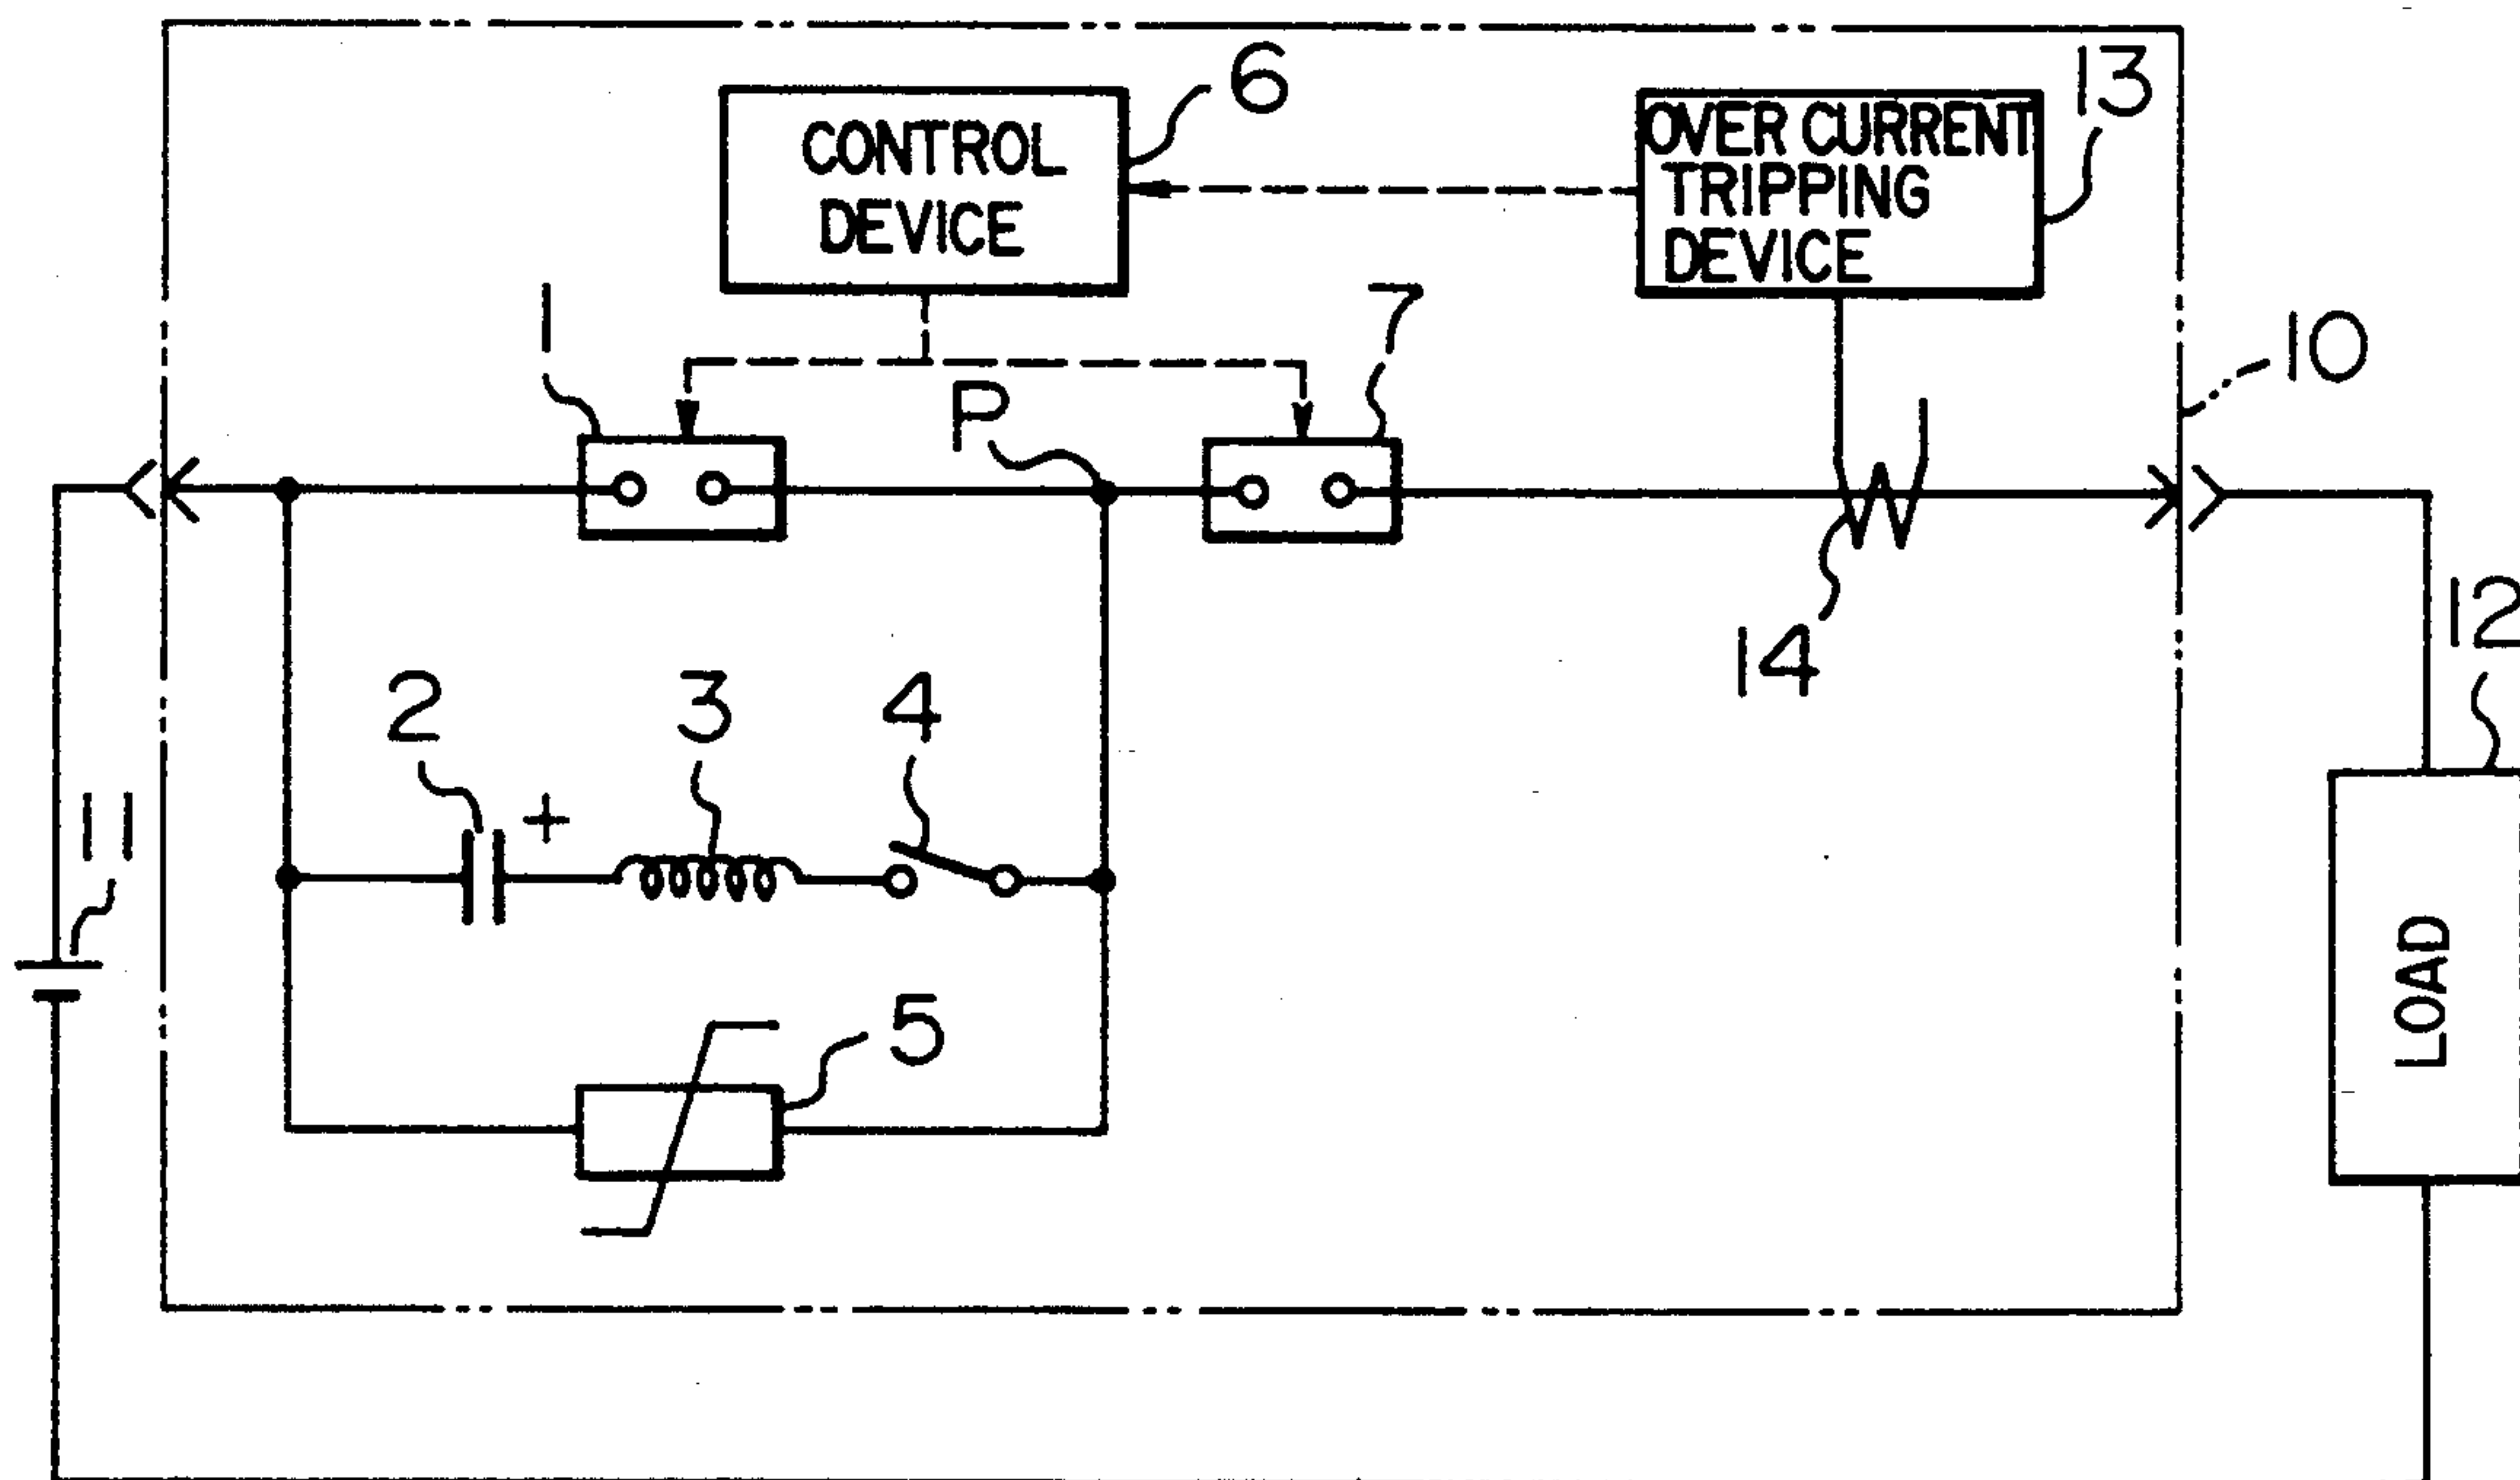 6
13
CONTROL
DEVICE
OVER CURRENT
TRIPPING
DEVICE
1
P
7
10
14
12
2
3
4
+
11
5
LOAD